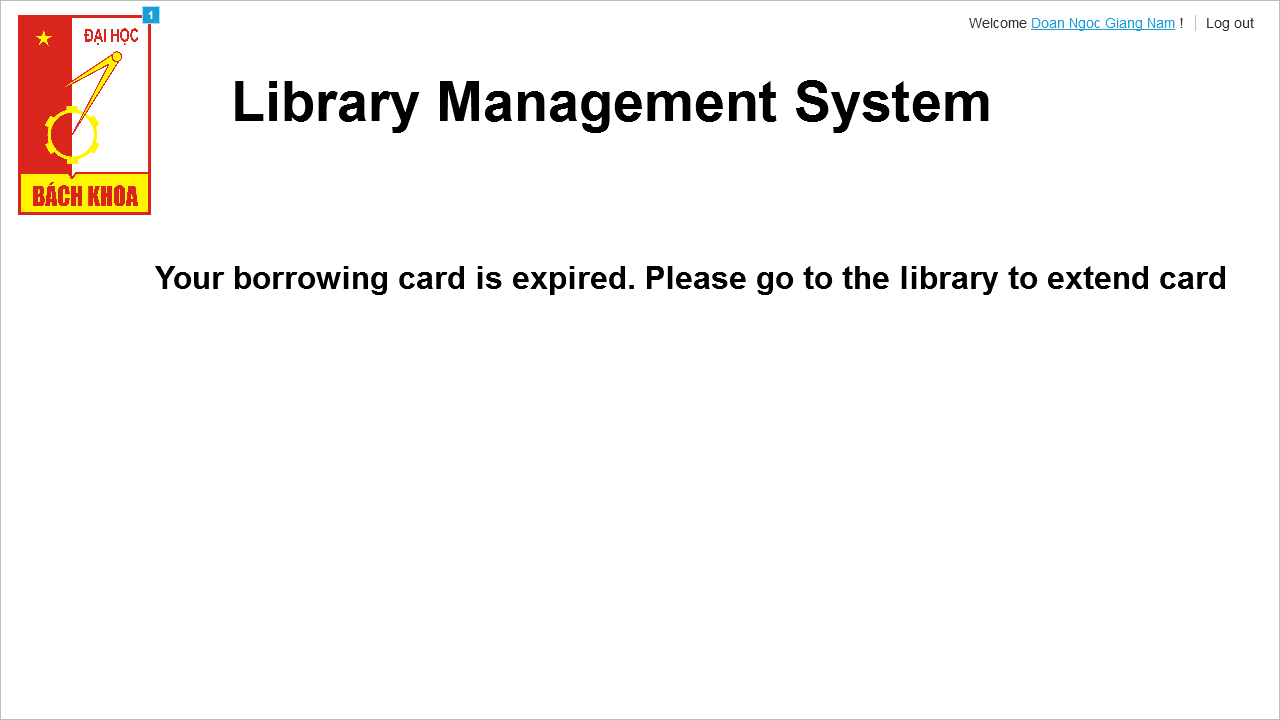 1
Welcome Doan Ngoc Giang Nam ! Log out
ĐẠI HỌC
Library Management System
BÁCH KHOA
Your borrowing card is expired. Please go to the library to extend card